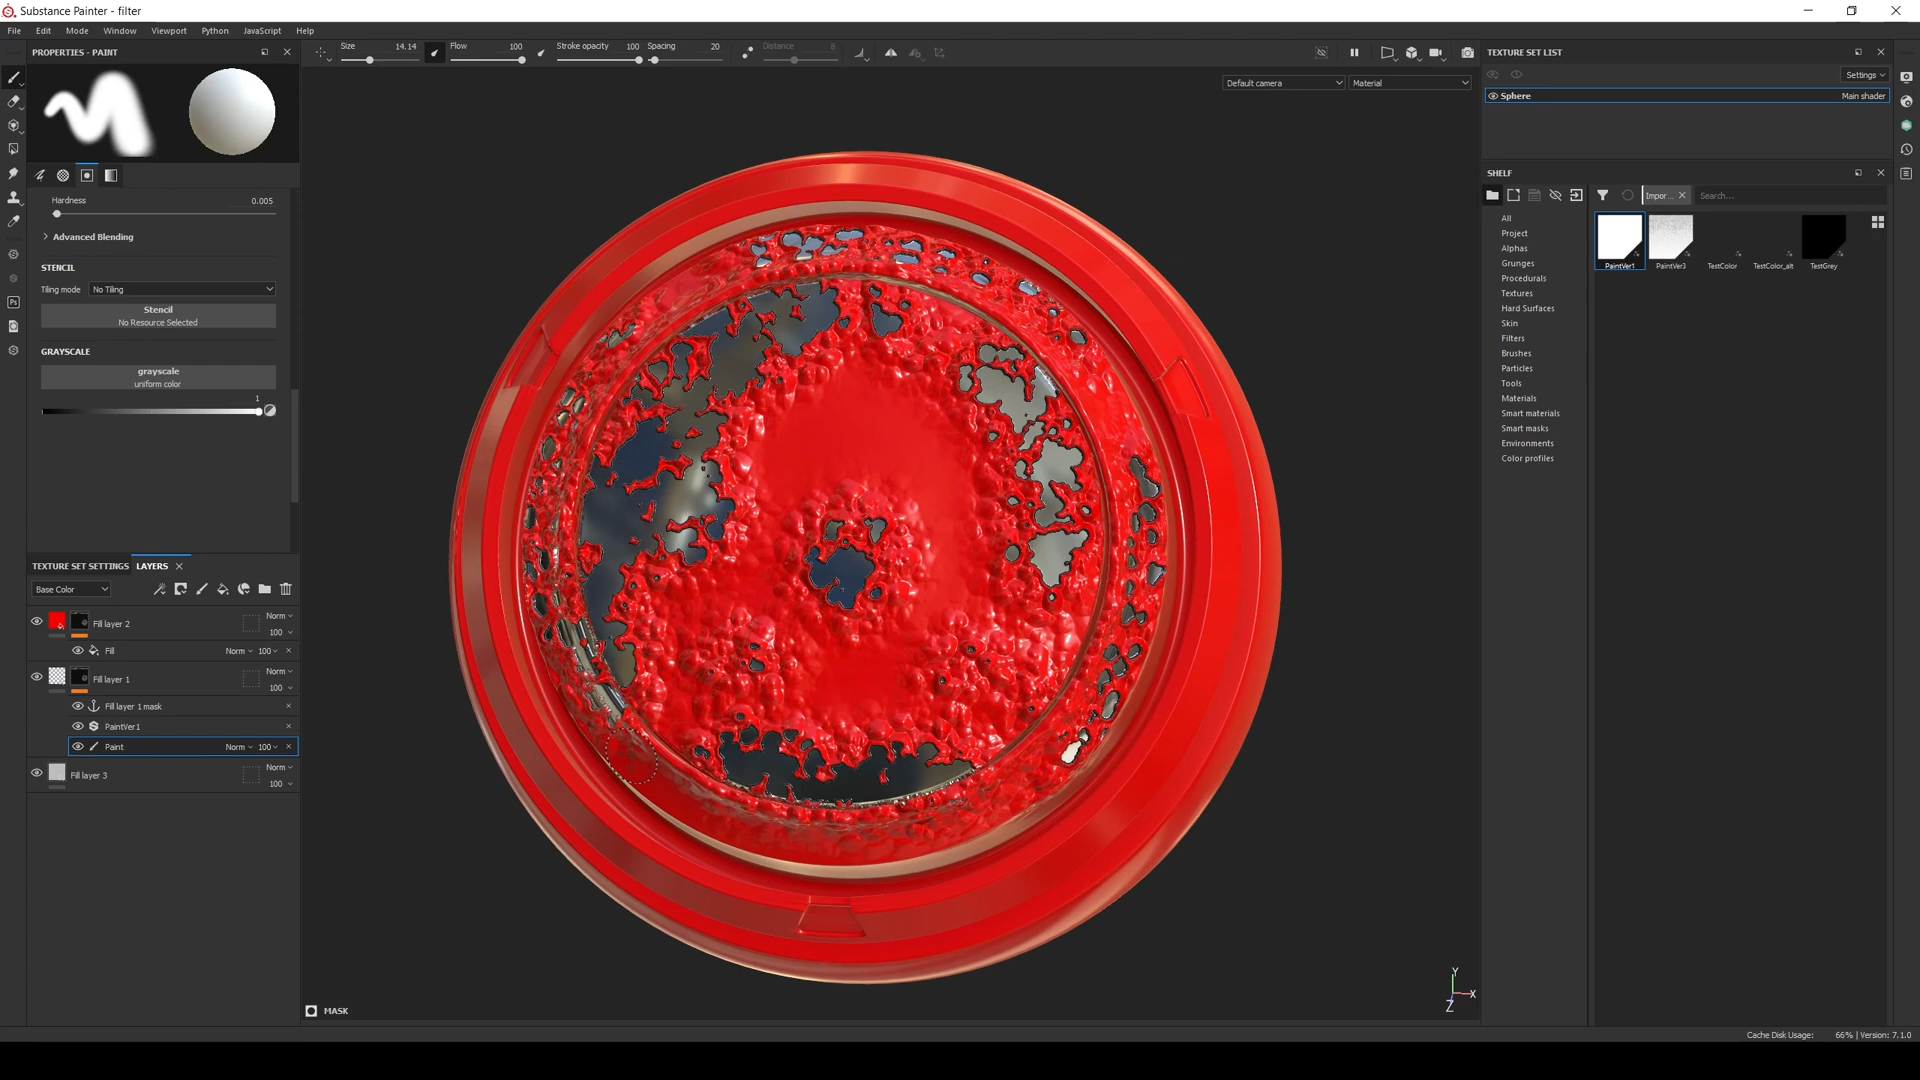 Substance Painter - filter
File Edit Mode Window Viewport Python JavaScript Help
PROPERTIES - PAINT
Size 14.14 Flow 100 Stroke opacity 100 Spacing 20 Distance 8
Default camera Material
Hardness 0.005
Advanced Blending
STENCIL
Tiling mode No Tiling
Stencil
No Resource Selected
GRAYSCALE
grayscale
uniform color
1
TEXTURE SET SETTINGS LAYERS
Base Color
Fill layer 2 Norm
100
Fill Norm 100
Fill layer 1 Norm
100
Fill layer 1 mask
PaintVer1
Paint Norm 100
Fill layer 3 Norm
100
MASK
Y
X
Z
TEXTURE SET LIST
Settings
Sphere Main shader
SHELF
Impor... Search...
All
Project
Alphas
Grunges
Procedurals
Textures
Hard Surfaces
Skin
Filters
Brushes
Particles
Tools
Materials
Smart materials
Smart masks
Environments
Color profiles
PaintVer1 PaintVer3 TestColor TestColor_alt TestGrey
Cache Disk Usage: 66% | Version: 7.1.0
Ps